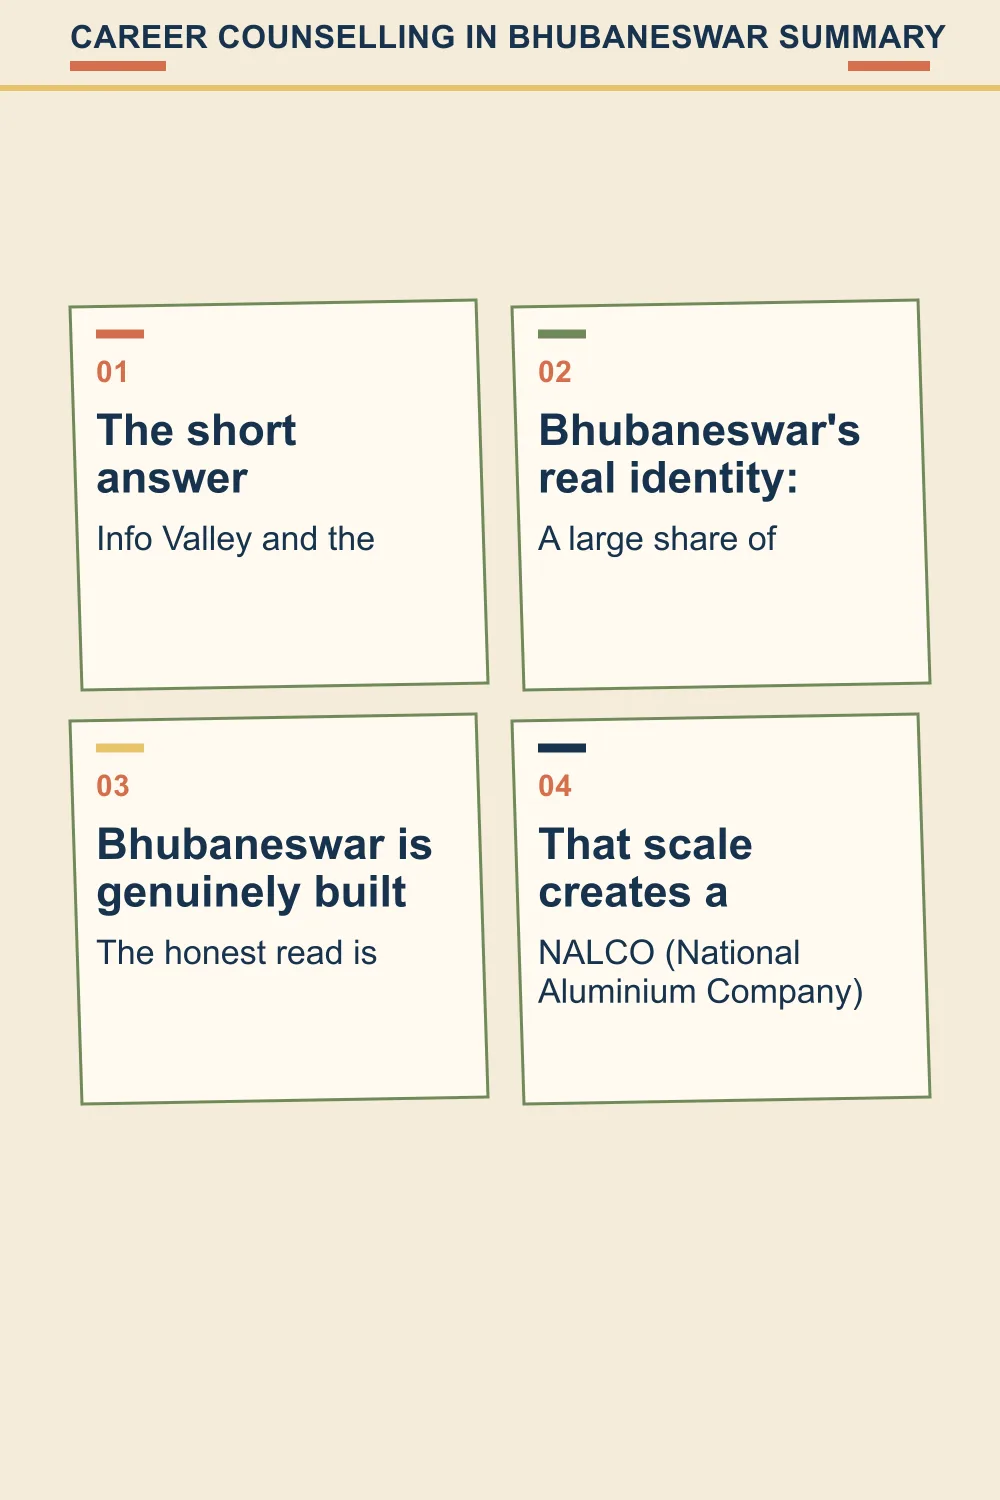 CAREER COUNSELLING IN BHUBANESWAR SUMMARY
01
The short
answer
Info Valley and the
02
Bhubaneswar's
real identity:
A large share of
03
Bhubaneswar is
genuinely built
The honest read is
04
That scale
creates a
NALCO (National
Aluminium Company)